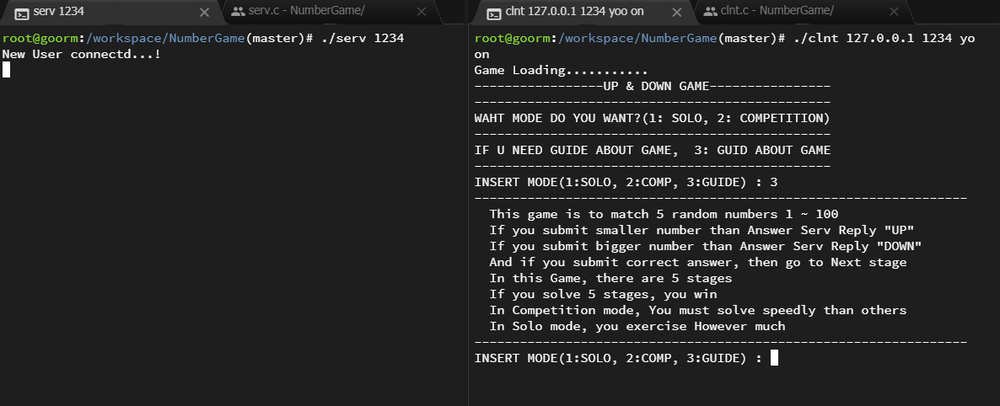 serv 1234
serv.c - NumberGame/
root@goorm:/workspace/NumberGame(master)# ./serv 1234
New User connectd...!
clnt 127.0.0.1 1234 yoo on
clnt.c - NumberGame/
root@goorm:/workspace/NumberGame(master)# ./clnt 127.0.0.1 1234 yo
on
Game Loading...........
-----------------UP & DOWN GAME----------------
-----------------------------------------------
WAHT MODE DO YOU WANT?(1: SOLO, 2: COMPETITION)
-----------------------------------------------
IF U NEED GUIDE ABOUT GAME,  3: GUID ABOUT GAME
-----------------------------------------------
INSERT MODE(1:SOLO, 2:COMP, 3:GUIDE) : 3
-----------------------------------------------------------------
This game is to match 5 random numbers 1 ~ 100
If you submit smaller number than Answer Serv Reply "UP"
If you submit bigger number than Answer Serv Reply "DOWN"
And if you submit correct answer, then go to Next stage
In this Game, there are 5 stages
If you solve 5 stages, you win
In Competition mode, You must solve speedly than others
In Solo mode, you exercise However much
-----------------------------------------------------------------
INSERT MODE(1:SOLO, 2:COMP, 3:GUIDE) :